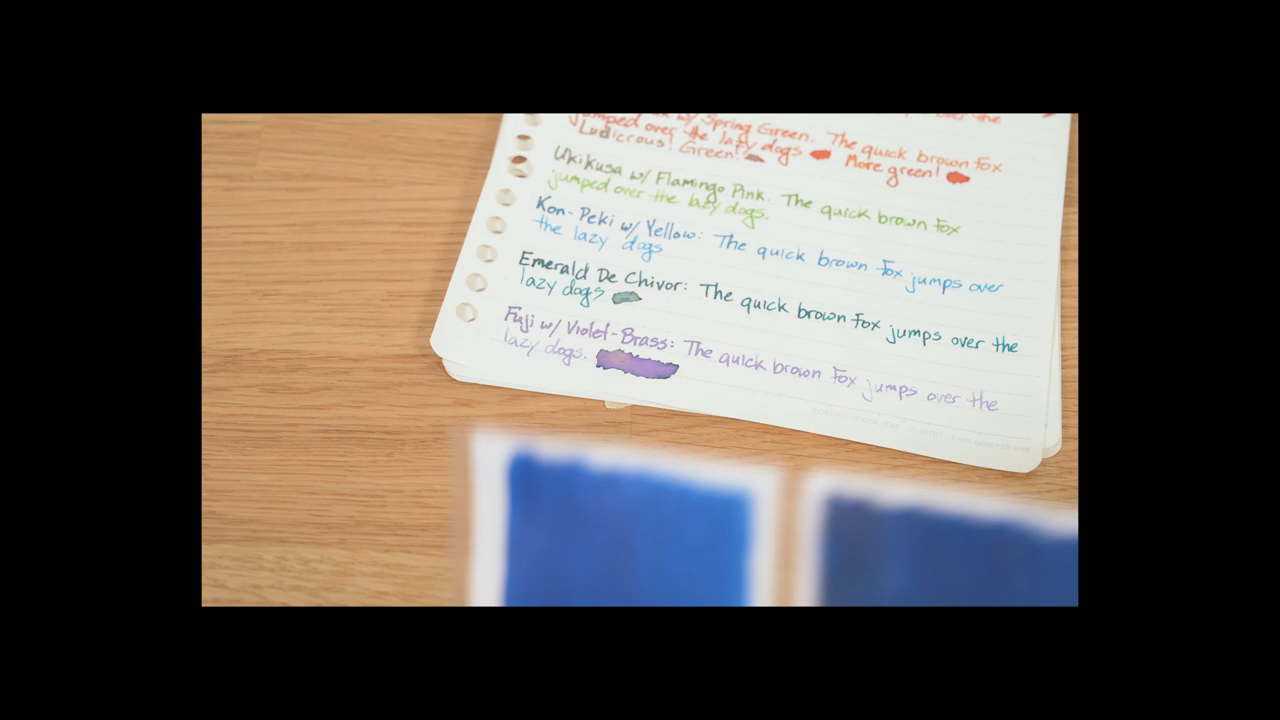 w/ Spring Green. The quick brown fox
jumped over the lazy dogs More green!
Ludicrous! Green!
Ukikusa w/ Flamingo Pink. The quick brown fox
jumped over the lazy dogs.
Kon-Peki w/ Yellow: The quick brown fox jumps over
the lazy dogs
Emerald De Chivor: The quick brown fox jumps over the
lazy dogs
Fuji w/ Violet-Brass: The quick brown fox jumps over the
lazy dogs.